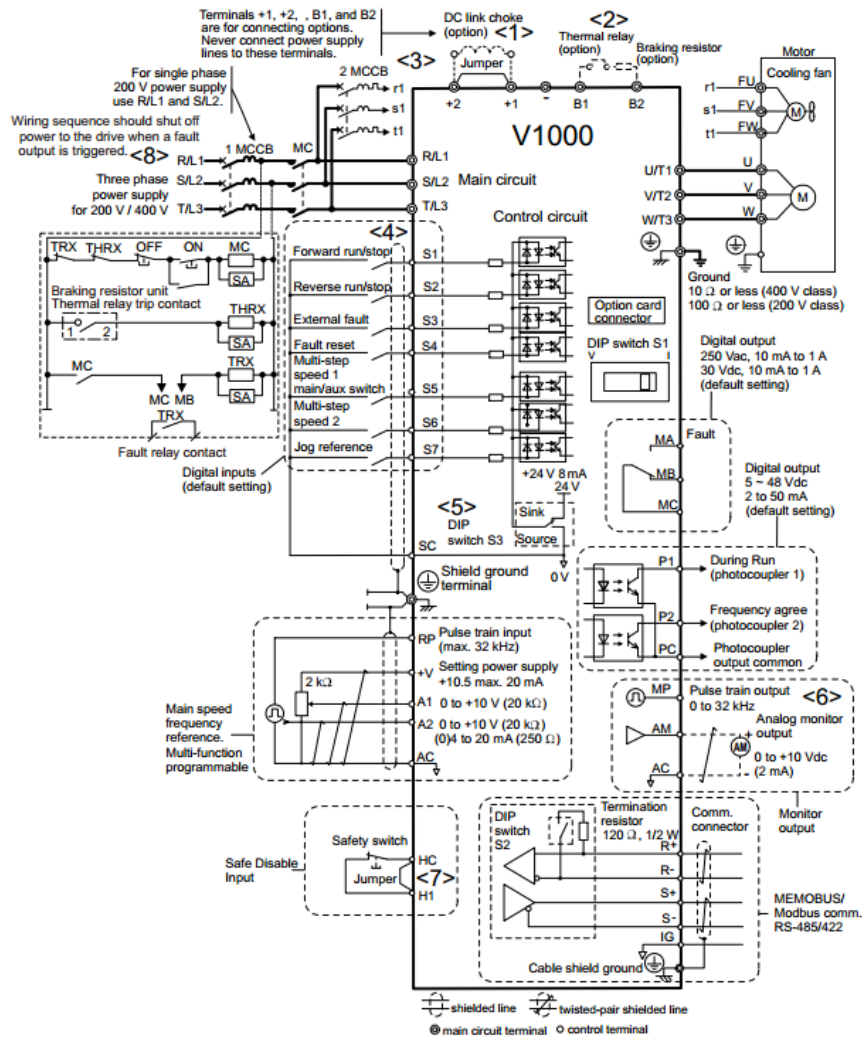 Terminals +1, +2, , B1, and B2
are for connecting options.
Never connect power supply
lines to these terminals.
DC link choke
(option) <1>
Jumper
<2>
Thermal relay
(option)
Braking resistor
(option)
Motor
Cooling fan
r1
FU
s1
FV
t1
FW
M
<3>
2 MCCB
r1
s1
t1
+2
+1
-
B1
B2
For single phase
200 V power supply
use R/L1 and S/L2.
Wiring sequence should shut off
power to the drive when a fault
output is triggered. <8>
1 MCCB
MC
R/L1
S/L2
T/L3
Three phase
power supply
for 200 V / 400 V
V1000
R/L1
S/L2
T/L3
Main circuit
Control circuit
U/T1
V/T2
W/T3
U
V
W
M
Ground
10 Ω or less (400 V class)
100 Ω or less (200 V class)
TRX
THRX
OFF
ON
MC
SA
Braking resistor unit
Thermal relay trip contact
1
2
THRX
SA
MC
TRX
SA
MC
MB
TRX
Fault relay contact
<4>
Forward run/stop
S1
Reverse run/stop
S2
External fault
S3
Fault reset
S4
Multi-step
speed 1
main/aux switch
S5
Multi-step
speed 2
S6
Jog reference
S7
Digital inputs
(default setting)
Option card
connector
DIP switch S1
V
I
Digital output
250 Vac, 10 mA to 1 A
30 Vdc, 10 mA to 1 A
(default setting)
MA
Fault
MB
MC
+24 V 8 mA
24 V
<5>
DIP
switch S3
Sink
Source
0 V
SC
Shield ground
terminal
Digital output
5 ~ 48 Vdc
2 to 50 mA
(default setting)
P1
During Run
(photocoupler 1)
P2
Frequency agree
(photocoupler 2)
PC
Photocoupler
output common
Main speed
frequency
reference.
Multi-function
programmable
2 kΩ
RP
Pulse train input
(max. 32 kHz)
+V
Setting power supply
+10.5 max. 20 mA
A1
0 to +10 V (20 kΩ)
A2
0 to +10 V (20 kΩ)
(0)4 to 20 mA (250 Ω)
AC
MP
Pulse train output
0 to 32 kHz
<6>
Analog monitor
output
AM
+
AM
0 to +10 Vdc
(2 mA)
AC
-
Monitor
output
Safe Disable
Input
Safety switch
Jumper
HC
<7>
H1
DIP
switch
S2
Termination
resistor
120 Ω, 1/2 W
Comm.
connector
R+
R-
S+
S-
IG
Cable shield ground
MEMOBUS/
Modbus comm.
RS-485/422
shielded line
twisted-pair shielded line
main circuit terminal
control terminal